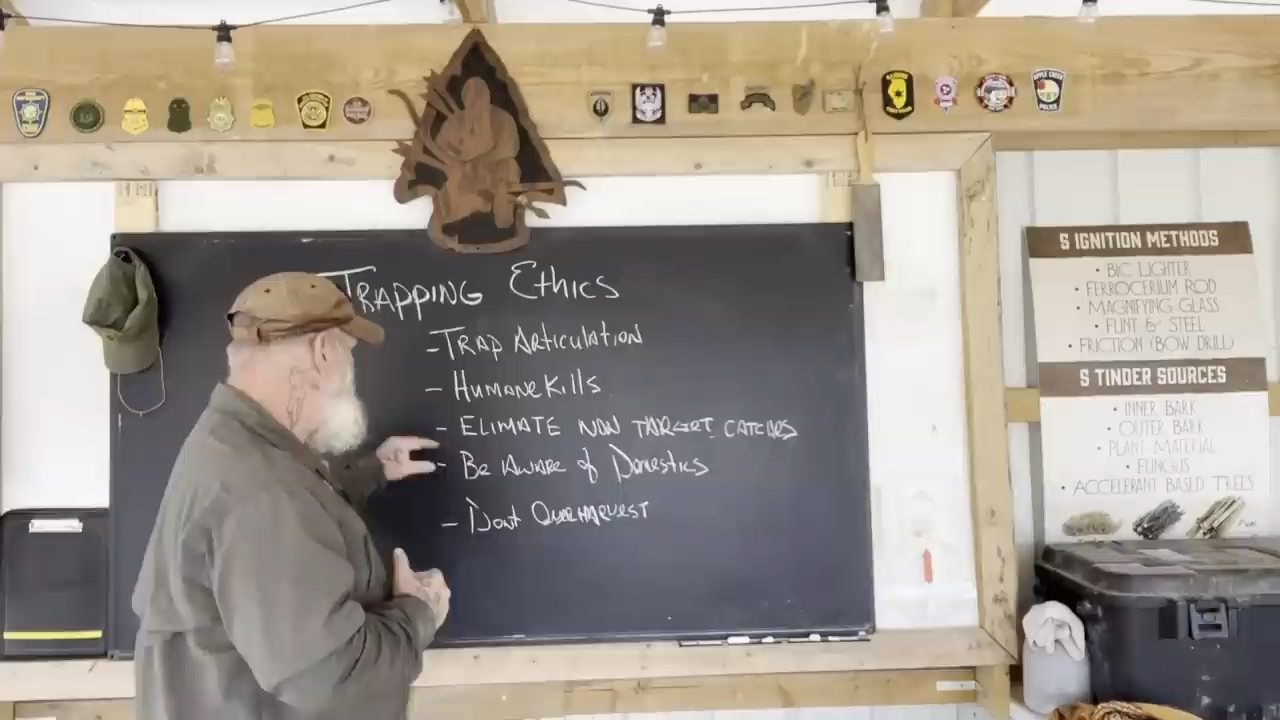 TRAPPING EthicS
- TRAP ARTiculATiON
- HUMANE Kills
- ELIMATE NON TARGET CATCHES
- Be AWARE of Domestics
- Dont OVERHARVEST
5 IGNITION METHODS
• BIC LIGHTER
• FERROCERIUM ROD
• MAGNIFYING GLASS
• FLINT & STEEL
• FRICTION (BOW DRILL)
5 TINDER SOURCES
• INNER BARK
• OUTER BARK
• PLANT MATERIAL
• FUNGUS
• ACCELERANT BASED TREES